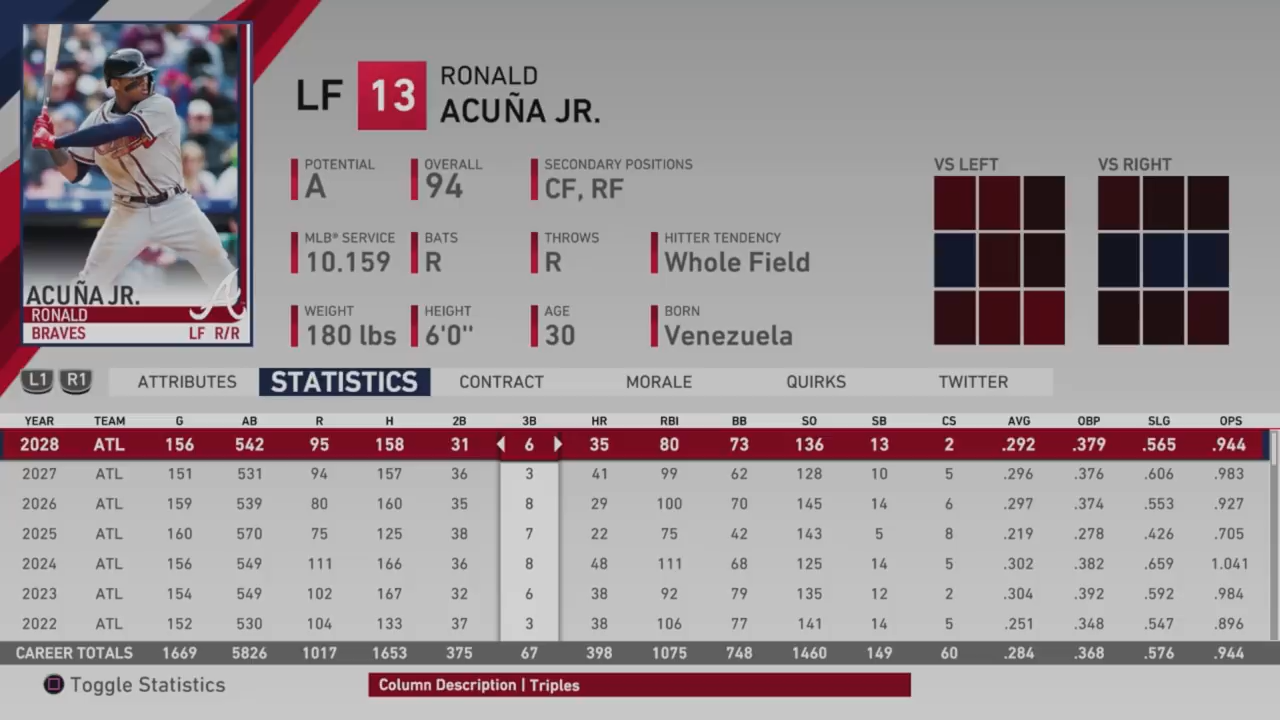 LF 13 RONALD
ACUÑA JR.
POTENTIAL OVERALL SECONDARY POSITIONS
A 94 CF, RF
VS LEFT VS RIGHT
MLB® SERVICE BATS THROWS HITTER TENDENCY
10.159 R R Whole Field
WEIGHT HEIGHT AGE BORN
180 lbs 6'0" 30 Venezuela
ACUÑA JR.
RONALD
BRAVES LF R/R
L1 R1 ATTRIBUTES STATISTICS CONTRACT MORALE QUIRKS TWITTER
YEAR TEAM G AB R H 2B 3B HR RBI BB SO SB CS AVG OBP SLG OPS
2028 ATL 156 542 95 158 31 6 35 80 73 136 13 2 .292 .379 .565 .944
2027 ATL 151 531 94 157 36 3 41 99 62 128 10 5 .296 .376 .606 .983
2026 ATL 159 539 80 160 35 8 29 100 70 145 14 6 .297 .374 .553 .927
2025 ATL 160 570 75 125 38 7 22 75 42 143 5 8 .219 .278 .426 .705
2024 ATL 156 549 111 166 36 8 48 111 68 125 14 5 .302 .382 .659 1.041
2023 ATL 154 549 102 167 32 6 38 92 79 135 12 2 .304 .392 .592 .984
2022 ATL 152 530 104 133 37 3 38 106 77 141 14 5 .251 .348 .547 .896
CAREER TOTALS 1669 5826 1017 1653 375 67 398 1075 748 1460 149 60 .284 .368 .576 .944
Toggle Statistics Column Description | Triples